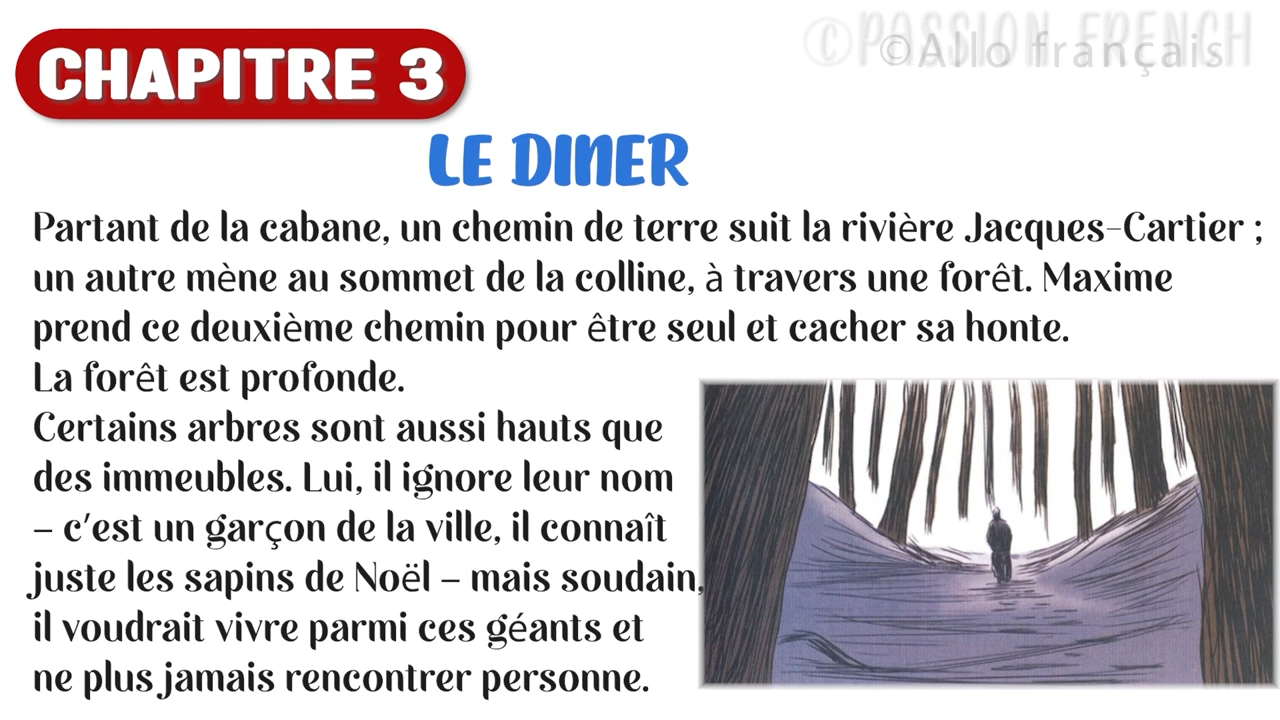 ©PASSION FRENCH
©Allo français
CHAPITRE 3
LE DINER
Partant de la cabane, un chemin de terre suit la rivière Jacques-Cartier ;
un autre mène au sommet de la colline, à travers une forêt. Maxime
prend ce deuxième chemin pour être seul et cacher sa honte.
La forêt est profonde.
Certains arbres sont aussi hauts que
des immeubles. Lui, il ignore leur nom
– c'est un garçon de la ville, il connaît
juste les sapins de Noël – mais soudain,
il voudrait vivre parmi ces géants et
ne plus jamais rencontrer personne.